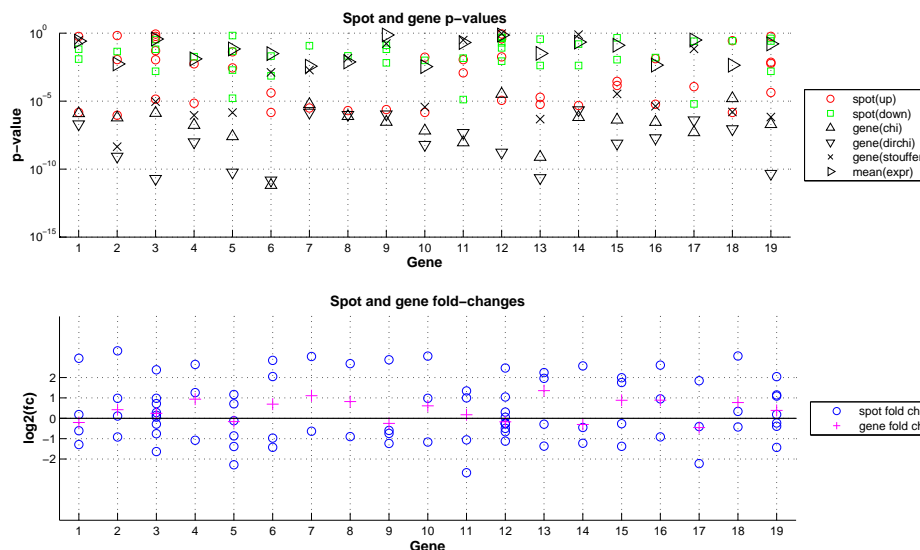 Spot and gene p−values
10^0
10^−5
10^−10
10^−15
p−value
1 2 3 4 5 6 7 8 9 10 11 12 13 14 15 16 17 18 19
Gene
spot(up)
spot(down)
gene(chi)
gene(dirchi)
gene(stouffer
mean(expr)
Spot and gene fold−changes
2
1
0
−1
−2
log2(fc)
1 2 3 4 5 6 7 8 9 10 11 12 13 14 15 16 17 18 19
Gene
spot fold ch
gene fold ch